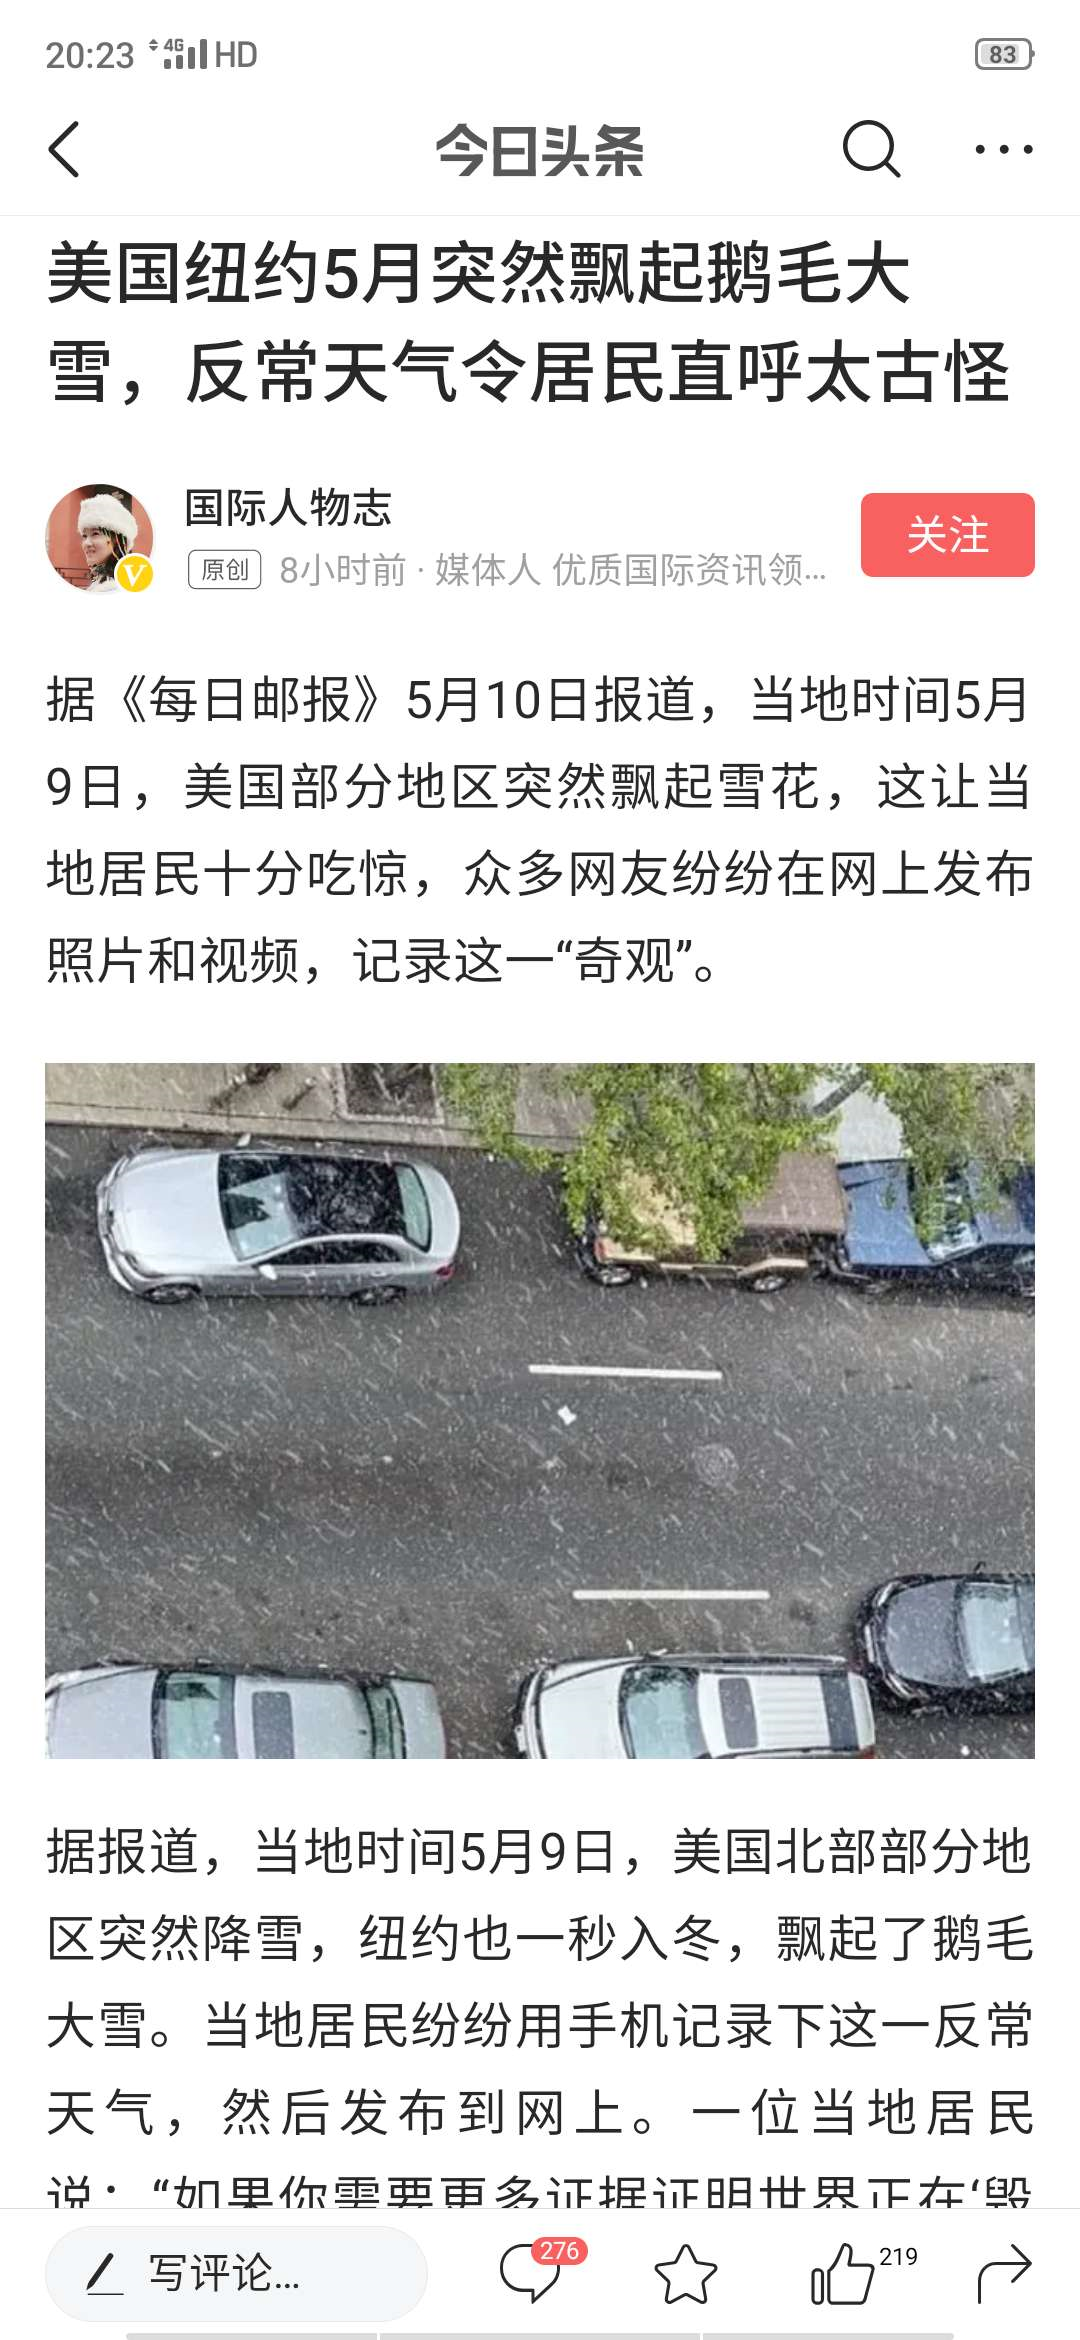 20:23 4G HD 83
今日头条
美国纽约5月突然飘起鹅毛大
雪，反常天气令居民直呼太古怪
国际人物志
原创 8小时前 · 媒体人 优质国际资讯领...
关注
据《每日邮报》5月10日报道，当地时间5月
9日，美国部分地区突然飘起雪花，这让当
地居民十分吃惊，众多网友纷纷在网上发布
照片和视频，记录这一“奇观”。
据报道，当地时间5月9日，美国北部部分地
区突然降雪，纽约也一秒入冬，飘起了鹅毛
大雪。当地居民纷纷用手机记录下这一反常
天气，然后发布到网上。一位当地居民
说：“如果你需要更多证据证明世界正在‘毁
写评论... 276 219